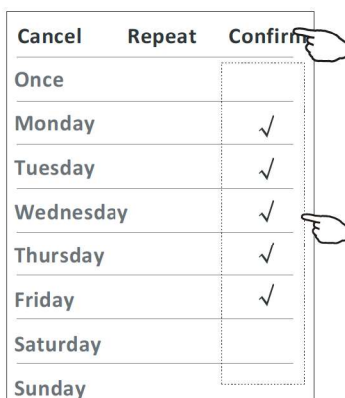 Cancel Repeat Confirm
Once
Monday √
Tuesday √
Wednesday √
Thursday √
Friday √
Saturday
Sunday